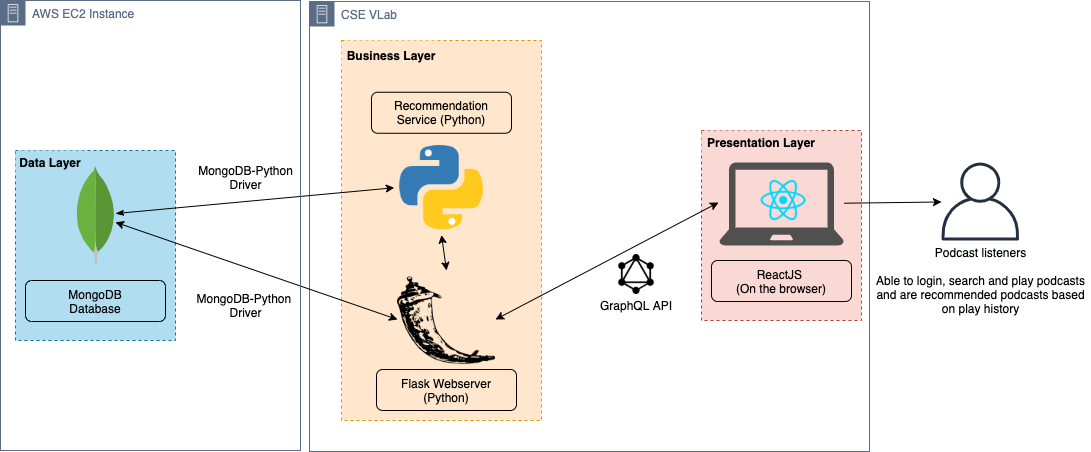 AWS EC2 Instance
CSE VLab
Business Layer
Recommendation
Service (Python)
Data Layer
MongoDB-Python
Driver
Presentation Layer
MongoDB
Database
MongoDB-Python
Driver
Flask Webserver
(Python)
GraphQL API
ReactJS
(On the browser)
Podcast listeners
Able to login, search and play podcasts
and are recommended podcasts based
on play history